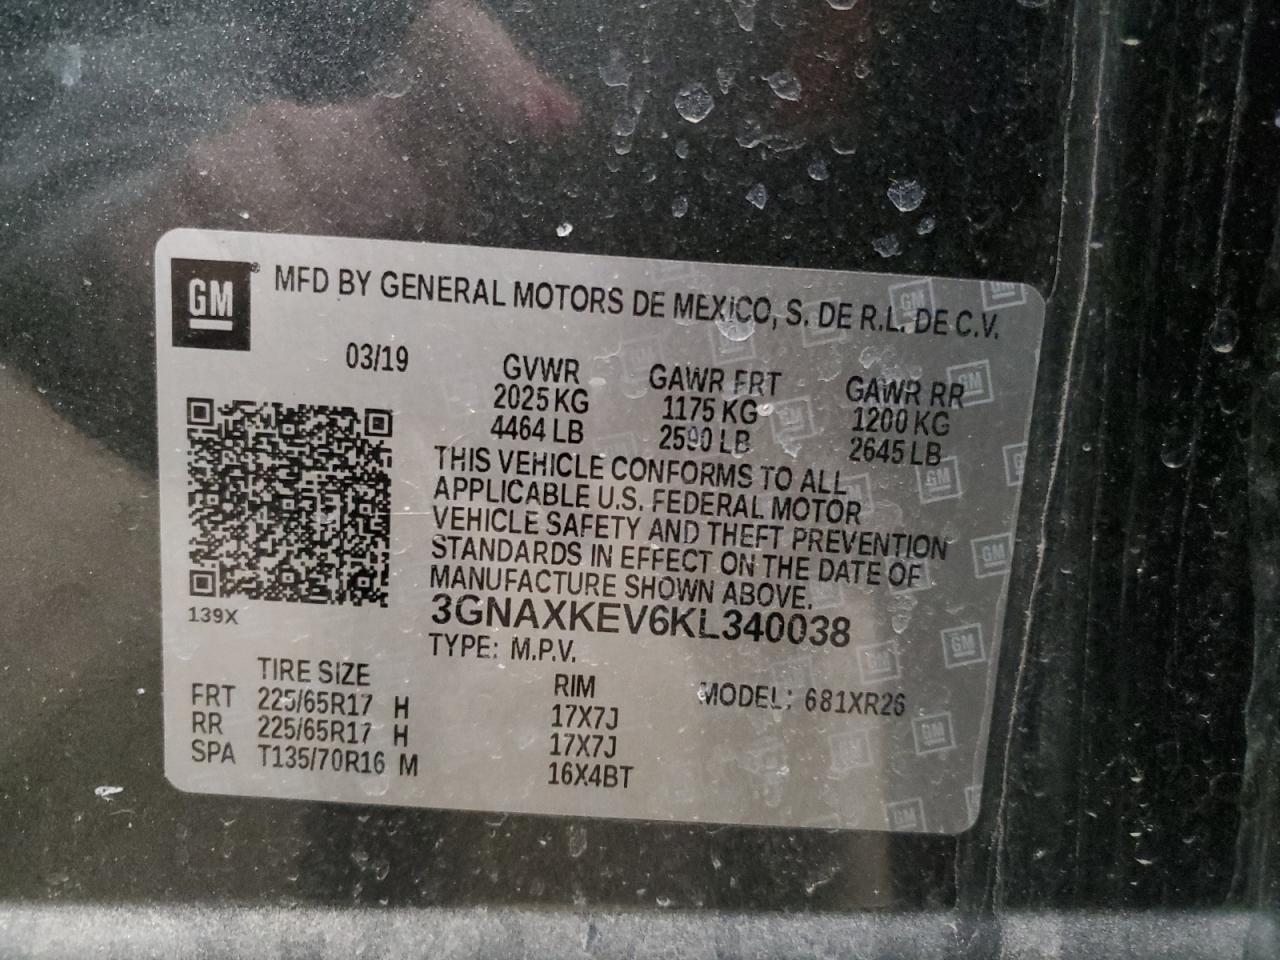 GM
MFD BY GENERAL MOTORS DE MEXICO, S. DE R.L. DE C.V.
03/19
GVWR GAWR FRT GAWR RR
2025 KG 1175 KG 1200 KG
4464 LB 2590 LB 2645 LB
THIS VEHICLE CONFORMS TO ALL
APPLICABLE U.S. FEDERAL MOTOR
VEHICLE SAFETY AND THEFT PREVENTION
STANDARDS IN EFFECT ON THE DATE OF
MANUFACTURE SHOWN ABOVE.
139X
3GNAXKEV6KL340038
TYPE: M.P.V.
TIRE SIZE RIM MODEL: 681XR26
FRT 225/65R17 H 17X7J
RR 225/65R17 H 17X7J
SPA T135/70R16 M 16X4BT